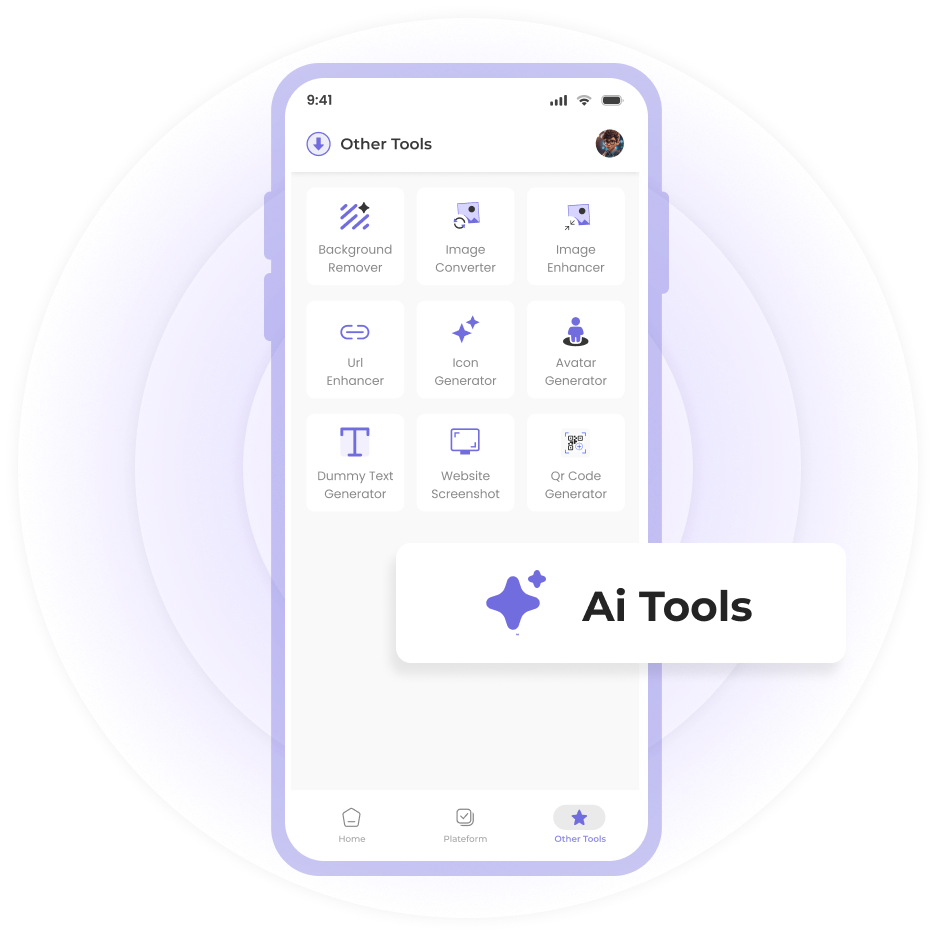 9:41
Other Tools
Background
Remover
Image
Converter
Image
Enhancer
Url
Enhancer
Icon
Generator
Avatar
Generator
Dummy Text
Generator
Website
Screenshot
Qr Code
Generator
Ai Tools
Home
Plateform
Other Tools